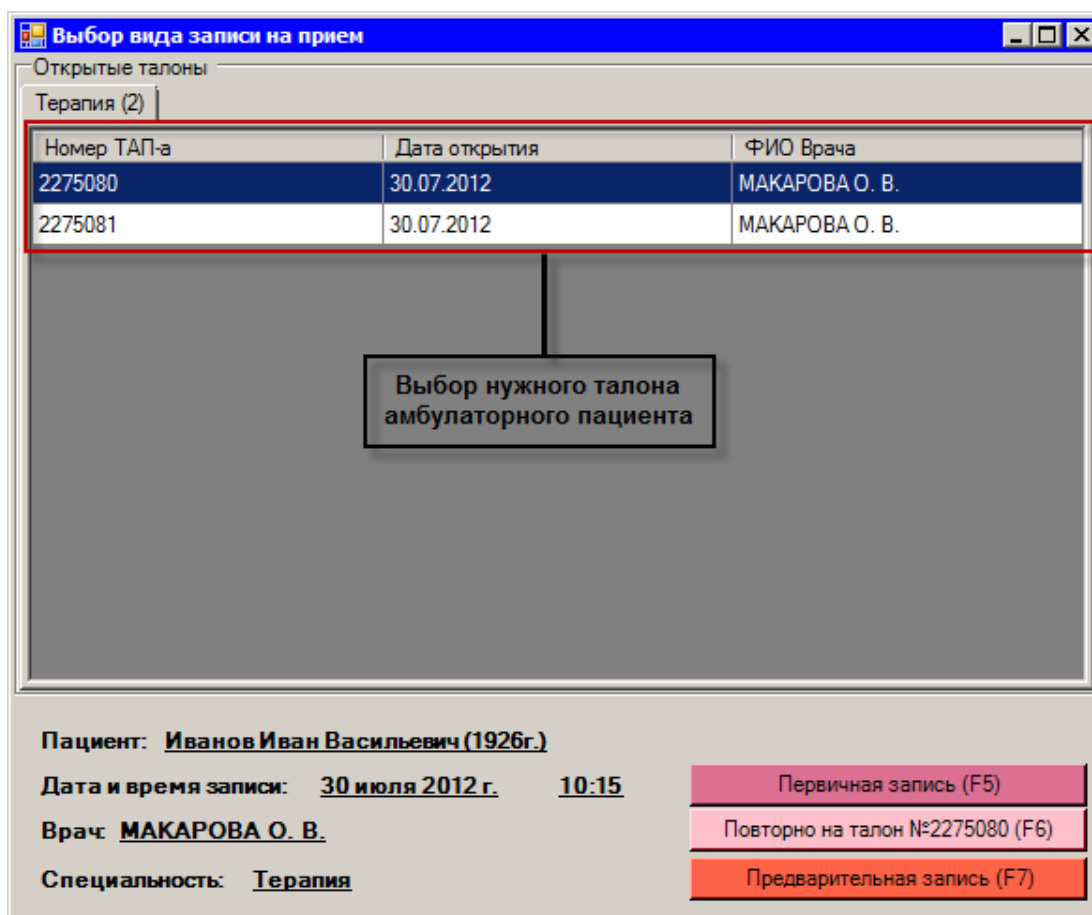 Выбор вида записи на прием
Открытые талоны
Терапия (2)
Номер ТАП-а Дата открытия ФИО Врача
2275080 30.07.2012 МАКАРОВА О. В.
2275081 30.07.2012 МАКАРОВА О. В.
Выбор нужного талона
амбулаторного пациента
Пациент: Иванов Иван Васильевич (1926г.)
Дата и время записи: 30 июля 2012 г. 10:15
Первичная запись (F5)
Врач: МАКАРОВА О. В.
Повторно на талон №2275080 (F6)
Специальность: Терапия
Предварительная запись (F7)